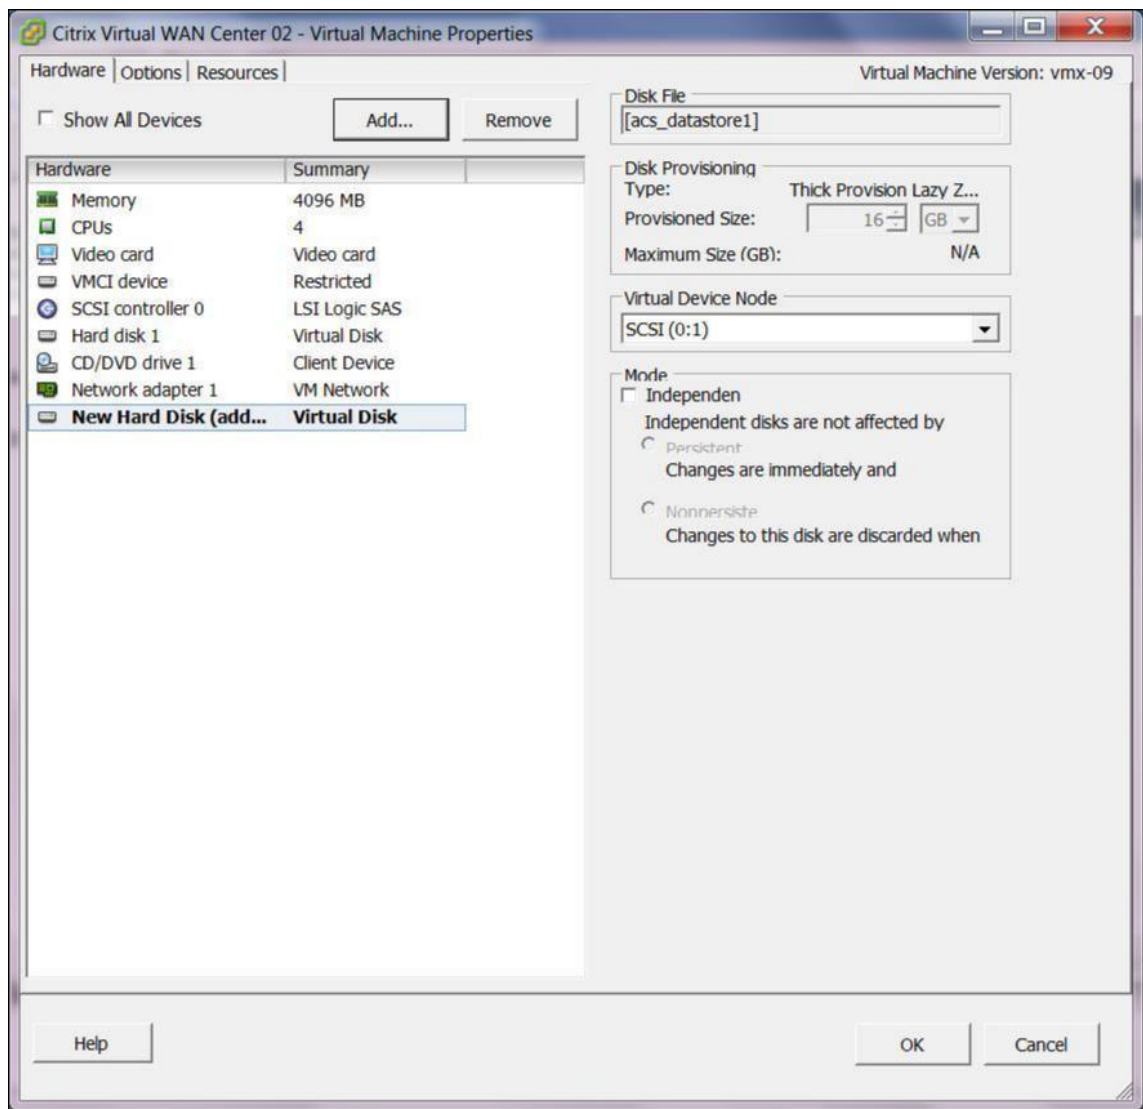 Citrix Virtual WAN Center 02 - Virtual Machine Properties
Hardware Options Resources
Virtual Machine Version: vmx-09
Show All Devices
Add...
Remove
Hardware Summary
Memory 4096 MB
CPUs 4
Video card Video card
VMCI device Restricted
SCSI controller 0 LSI Logic SAS
Hard disk 1 Virtual Disk
CD/DVD drive 1 Client Device
Network adapter 1 VM Network
New Hard Disk (add... Virtual Disk
Disk File
[acs_datastore1]
Disk Provisioning
Type: Thick Provision Lazy Z...
Provisioned Size: 16 GB
Maximum Size (GB): N/A
Virtual Device Node
SCSI (0:1)
Mode
Independen
Independent disks are not affected by
Persistent
Changes are immediately and
Nonpersiste
Changes to this disk are discarded when
Help
OK
Cancel